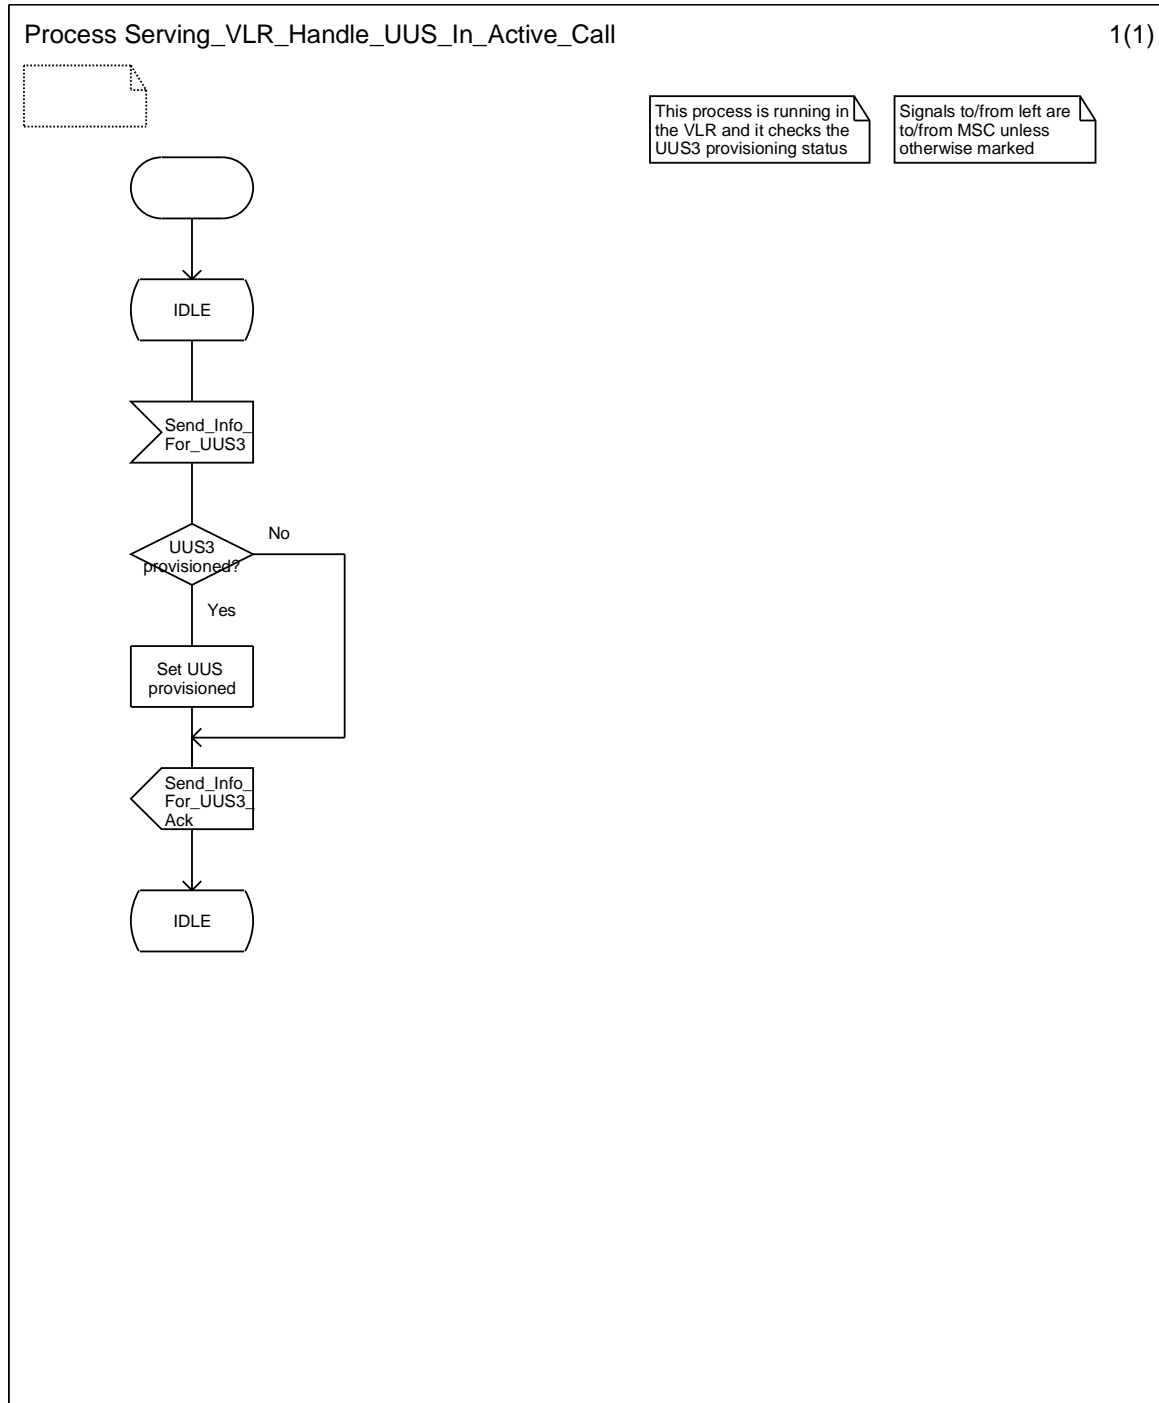 Process Serving_VLR_Handle_UUS_In_Active_Call
1(1)
This process is running in
the VLR and it checks the
UUS3 provisioning status
Signals to/from left are
to/from MSC unless
otherwise marked
IDLE
Send_Info_
For_UUS3
UUS3
provisioned?
No
Yes
Set UUS
provisioned
Send_Info_
For_UUS3_
Ack
IDLE